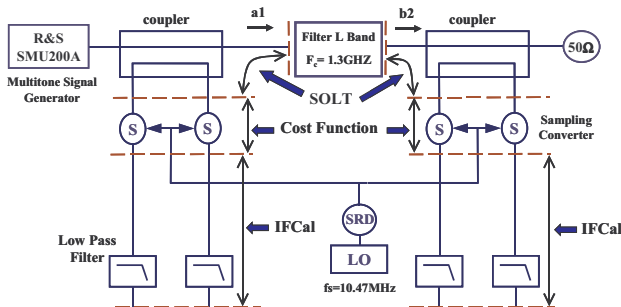 coupler
a1
b2
coupler
R&S
SMU200A
Filter L Band
Fc= 1.3GHZ
50Ω
Multitone Signal
Generator
SOLT
S
S
Cost Function
S
S
Sampling
Converter
SRD
IFCal
IFCal
Low Pass
Filter
LO
fs=10.47MHz